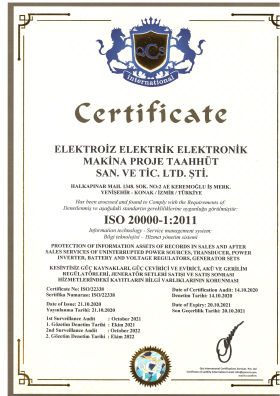 QCS
international
Certificate
ELEKTROİZ ELEKTRİK ELEKTRONİK
MAKİNA PROJE TAAHHÜT
SAN. VE TİC. LTD. ŞTİ.
HALKAPINAR MAH. 1348. SOK. NO:2 AE KEREMOĞLU İŞ MERK.
YENİŞEHİR - KONAK / İZMİR / TÜRKİYE
Has been assessed and found to Comply with the Requirements of:
Denetlenmiş ve aşağıdaki standartın gerekliliklerine uygunluğu görülmüştür:
ISO 20000-1:2011
Information technology - Service management system:
Bilgi teknolojisi - Hizmet yönetim sistemi
PROTECTION OF INFORMATION ASSETS OF RECORDS IN SALES AND AFTER
SALES SERVICES OF UNINTERRUPTED POWER SOURCES, TRANSDUCER, POWER
INVERTER, BATTERY AND VOLTAGE REGULATORS, GENERATOR SETS
KESİNTİSİZ GÜÇ KAYNAKLARI, GÜÇ ÇEVİRİCİ VE EVİRİCİ, AKÜ VE GERİLİM
REGÜLATÖRLERİ, JENERATÖR SETLERİ SATIŞI VE SATIŞ SONRASI
HİZMETLERİNDEKİ KAYITLARIN BİLGİ VARLIKLARININ KORUNMASI
Certificate No: ISO/22338 Date of Certification Audit: 14.10.2020
Sertifika Numarası: ISO/22338 Denetim Tarihi: 14.10.2020
Date of Issue: 21.10.2020 Date of Expiry: 20.10.2021
Yayınlanma Tarihi: 21.10.2020 Son Geçerlilik Tarihi: 20.10.2021
1st Surveillance Audit : October 2021
1. Gözetim Denetim Tarihi : Ekim 2021
2nd Surveillance Audit : October 2022
2. Gözetim Denetim Tarihi : Ekim 2022